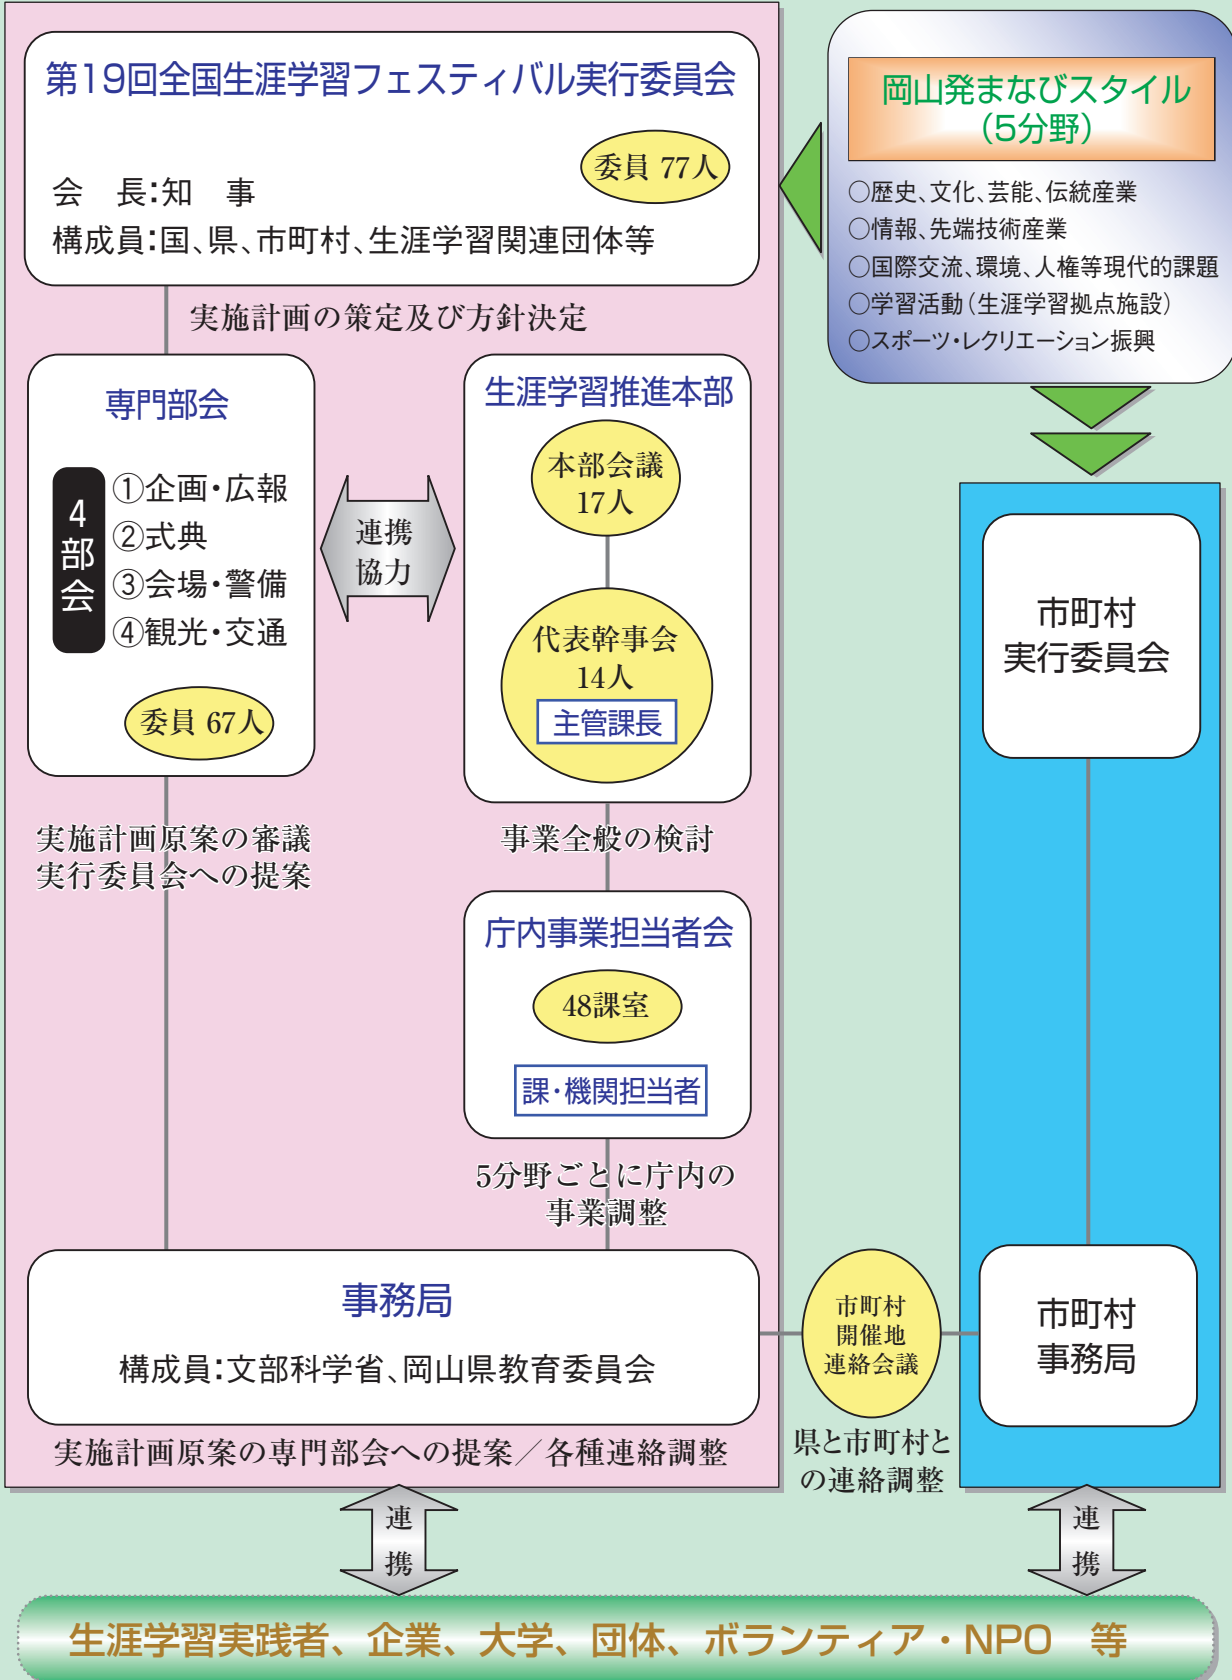 第19回全国生涯学習フェスティバル実行委員会
委員 77人
会　長:知　事
構成員:国、県、市町村、生涯学習関連団体等
実施計画の策定及び方針決定
岡山発まなびスタイル
(5分野)
○歴史、文化、芸能、伝統産業
○情報、先端技術産業
○国際交流、環境、人権等現代的課題
○学習活動(生涯学習拠点施設)
○スポーツ・レクリエーション振興
専門部会
4部会
①企画・広報
②式典
③会場・警備
④観光・交通
委員 67人
実施計画原案の審議
実行委員会への提案
連携
協力
生涯学習推進本部
本部会議
17人
代表幹事会
14人
主管課長
事業全般の検討
庁内事業担当者会
48課室
課・機関担当者
5分野ごとに庁内の
事業調整
事務局
構成員:文部科学省、岡山県教育委員会
実施計画原案の専門部会への提案／各種連絡調整
市町村
開催地
連絡会議
県と市町村と
の連絡調整
市町村
実行委員会
市町村
事務局
連
携
連
携
生涯学習実践者、企業、大学、団体、ボランティア・NPO　等